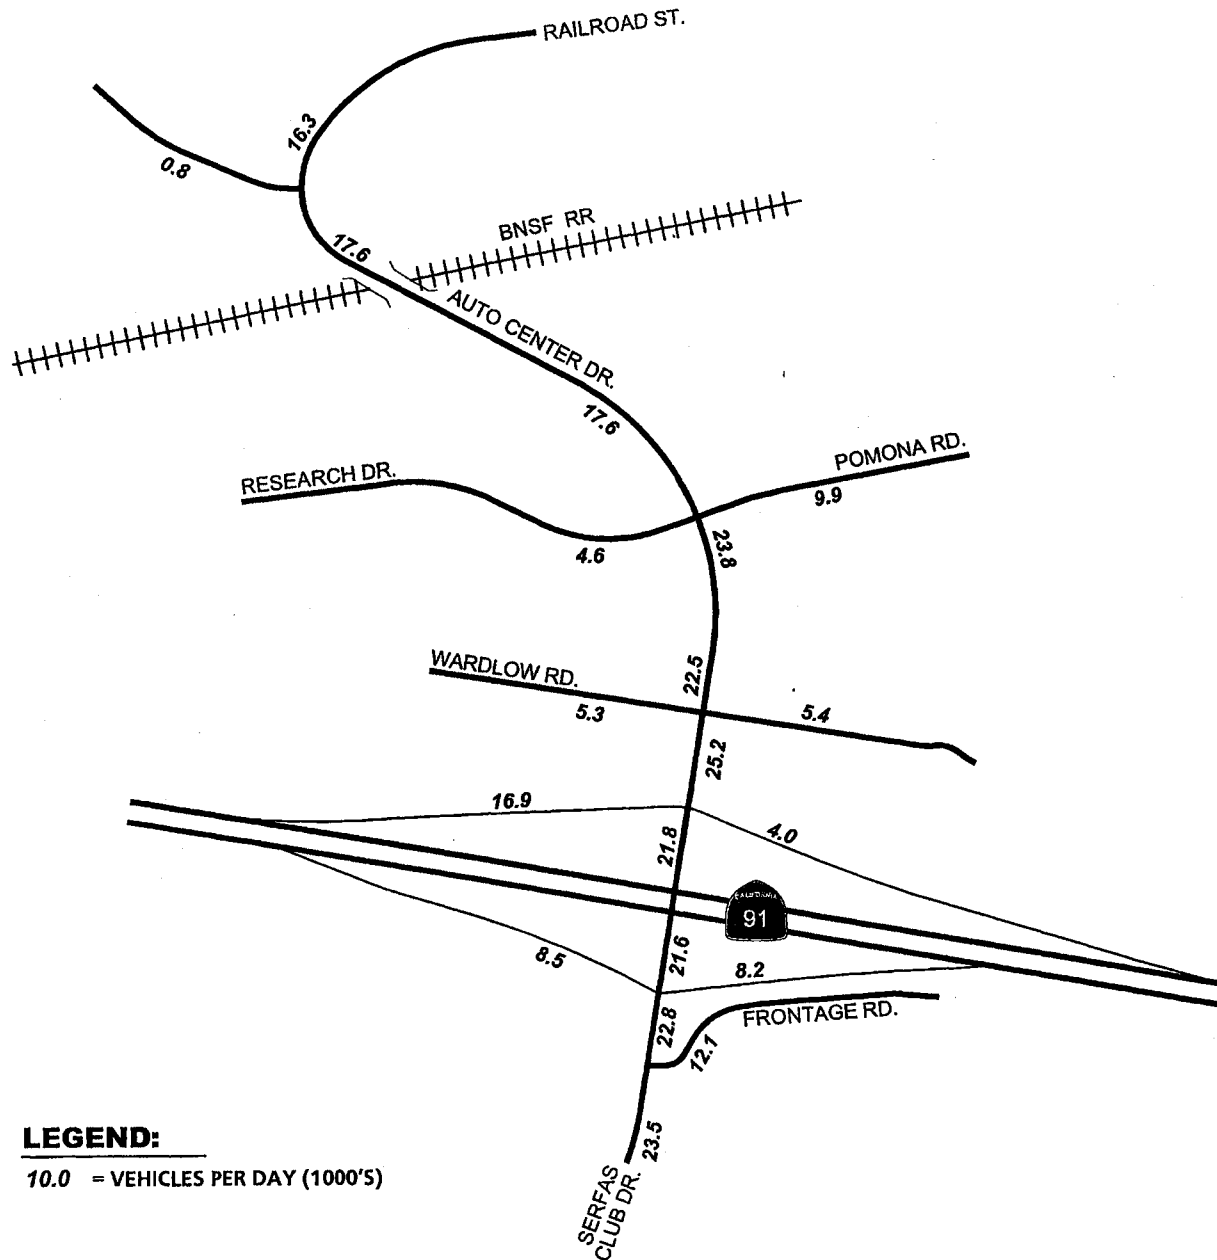 RAILROAD ST.
16.3
0.8
BNSF RR
17.6
AUTO CENTER DR.
17.6
POMONA RD.
RESEARCH DR.
9.9
4.6
23.8
WARDLOW RD.
22.5
5.3
5.4
25.2
16.9
4.0
21.8
CALIFORNIA
91
21.6
8.5
8.2
FRONTAGE RD.
22.8
12.1
23.5
SERFAS
CLUB DR.
LEGEND:
10.0 = VEHICLES PER DAY (1000'S)